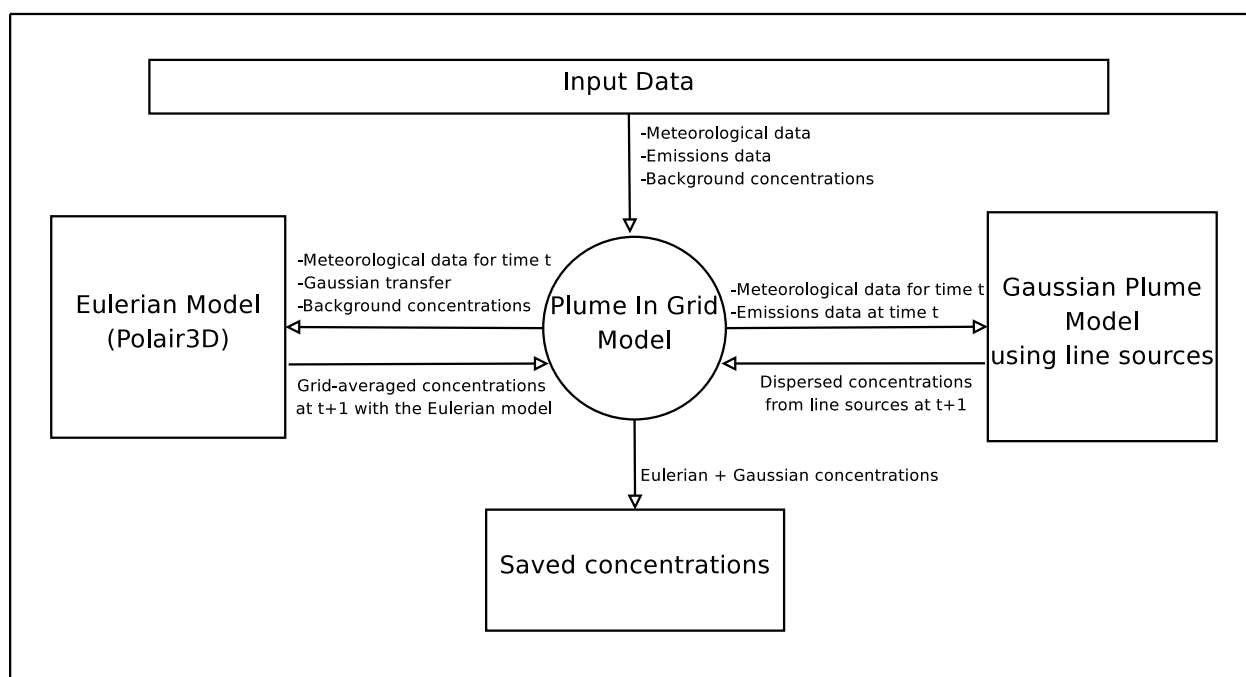 Input Data
-Meteorological data
-Emissions data
-Background concentrations
Eulerian Model
(Polair3D)
-Meteorological data for time t
-Gaussian transfer
-Background concentrations
Grid-averaged concentrations
at t+1 with the Eulerian model
Plume In Grid
Model
-Meteorological data for time t
-Emissions data at time t
Dispersed concentrations
from line sources at t+1
Gaussian Plume
Model
using line sources
Eulerian + Gaussian concentrations
Saved concentrations